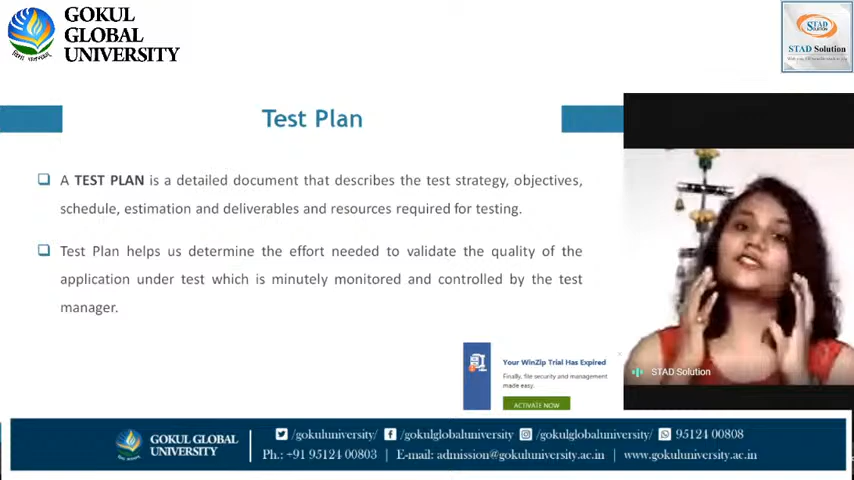 GOKUL
GLOBAL
UNIVERSITY
STAD
STAD Solution
Test Plan
A TEST PLAN is a detailed document that describes the test strategy, objectives,
schedule, estimation and deliverables and resources required for testing.
Test Plan helps us determine the effort needed to validate the quality of the
application under test which is minutely monitored and controlled by the test
manager.
Your WinZip Trial Has Expired
Finally, file security and management
made easy.
ACTIVATE NOW
STAD Solution
GOKUL GLOBAL
UNIVERSITY
/gokuluniversity/ /gokulglobaluniversity /gokulglobaluniversity/ 95124 00808
Ph.: +91 95124 00803 | E-mail: admission@gokuluniversity.ac.in | www.gokuluniversity.ac.in